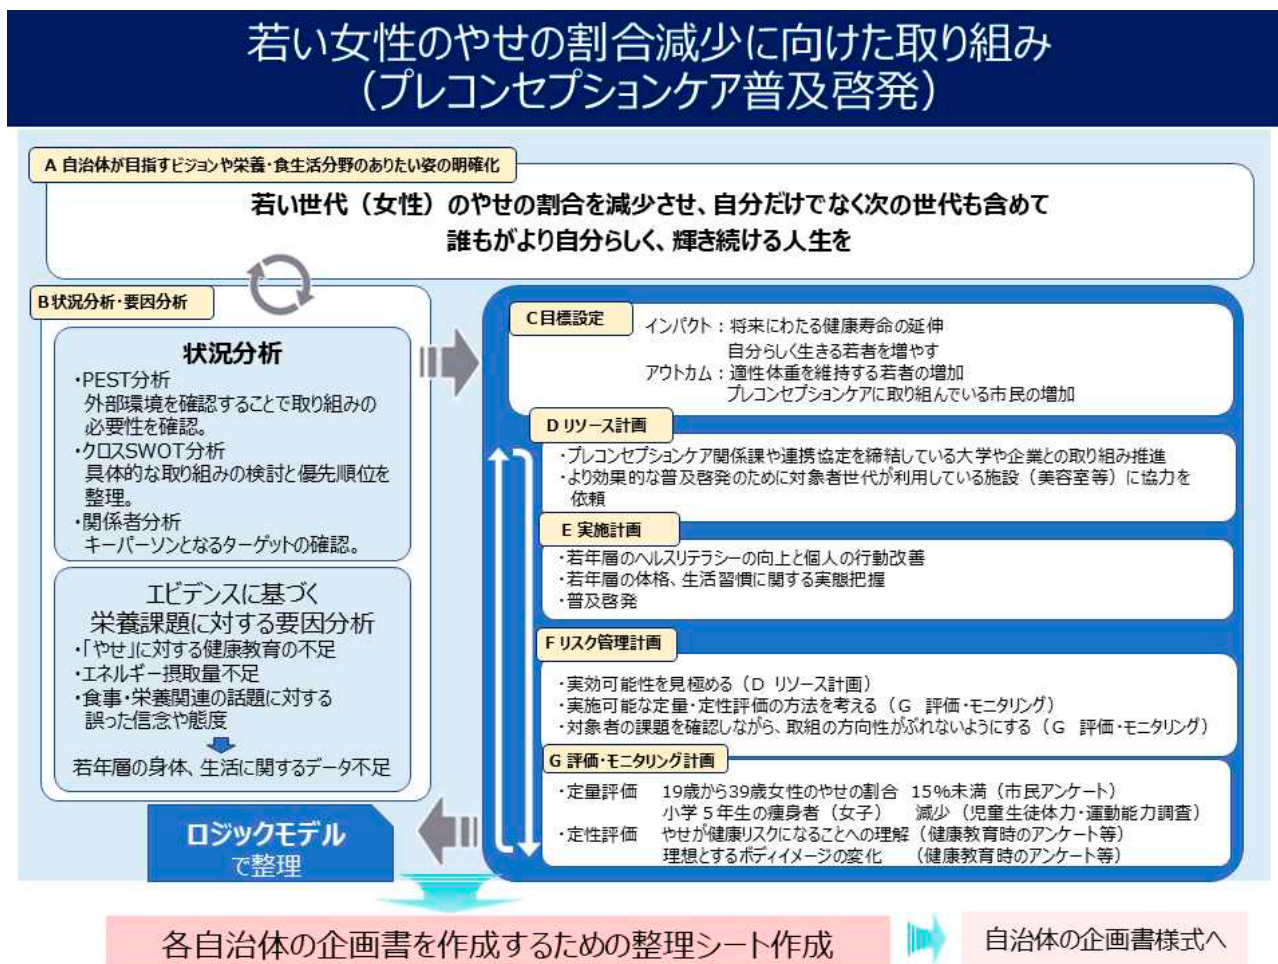 若い女性のやせの割合減少に向けた取り組み
（プレコンセプションケア普及啓発）
A 自治体が目指すビジョンや栄養・食生活分野のありたい姿の明確化
若い世代（女性）のやせの割合を減少させ、自分だけでなく次の世代も含めて
誰もがより自分らしく、輝き続ける人生を
B 状況分析・要因分析
状況分析
・PEST分析
外部環境を確認することで取り組みの
必要性を確認。
・クロスSWOT分析
具体的な取り組みの検討と優先順位を
整理。
・関係者分析
キーパーソンとなるターゲットの確認。
エビデンスに基づく
栄養課題に対する要因分析
・「やせ」に対する健康教育の不足
・エネルギー摂取量不足
・食事・栄養関連の話題に対する
誤った信念や態度
若年層の身体、生活に関するデータ不足
ロジックモデル
で整理
C 目標設定
インパクト：将来にわたる健康寿命の延伸
自分らしく生きる若者を増やす
アウトカム：適性体重を維持する若者の増加
プレコンセプションケアに取り組んでいる市民の増加
D リソース計画
・プレコンセプションケア関係課や連携協定を締結している大学や企業との取り組み推進
・より効果的な普及啓発のために対象者世代が利用している施設（美容室等）に協力を
依頼
E 実施計画
・若年層のヘルスリテラシーの向上と個人の行動改善
・若年層の体格、生活習慣に関する実態把握
・普及啓発
F リスク管理計画
・実効可能性を見極める（D リソース計画）
・実施可能な定量・定性評価の方法を考える（G 評価・モニタリング）
・対象者の課題を確認しながら、取組の方向性がぶれないようにする（G 評価・モニタリング）
G 評価・モニタリング計画
・定量評価 19歳から39歳女性のやせの割合 15%未満（市民アンケート）
小学５年生の痩身者（女子） 減少（児童生徒体力・運動能力調査）
・定性評価 やせが健康リスクになることへの理解（健康教育時のアンケート等）
理想とするボディイメージの変化 （健康教育時のアンケート等）
各自治体の企画書を作成するための整理シート作成
自治体の企画書様式へ